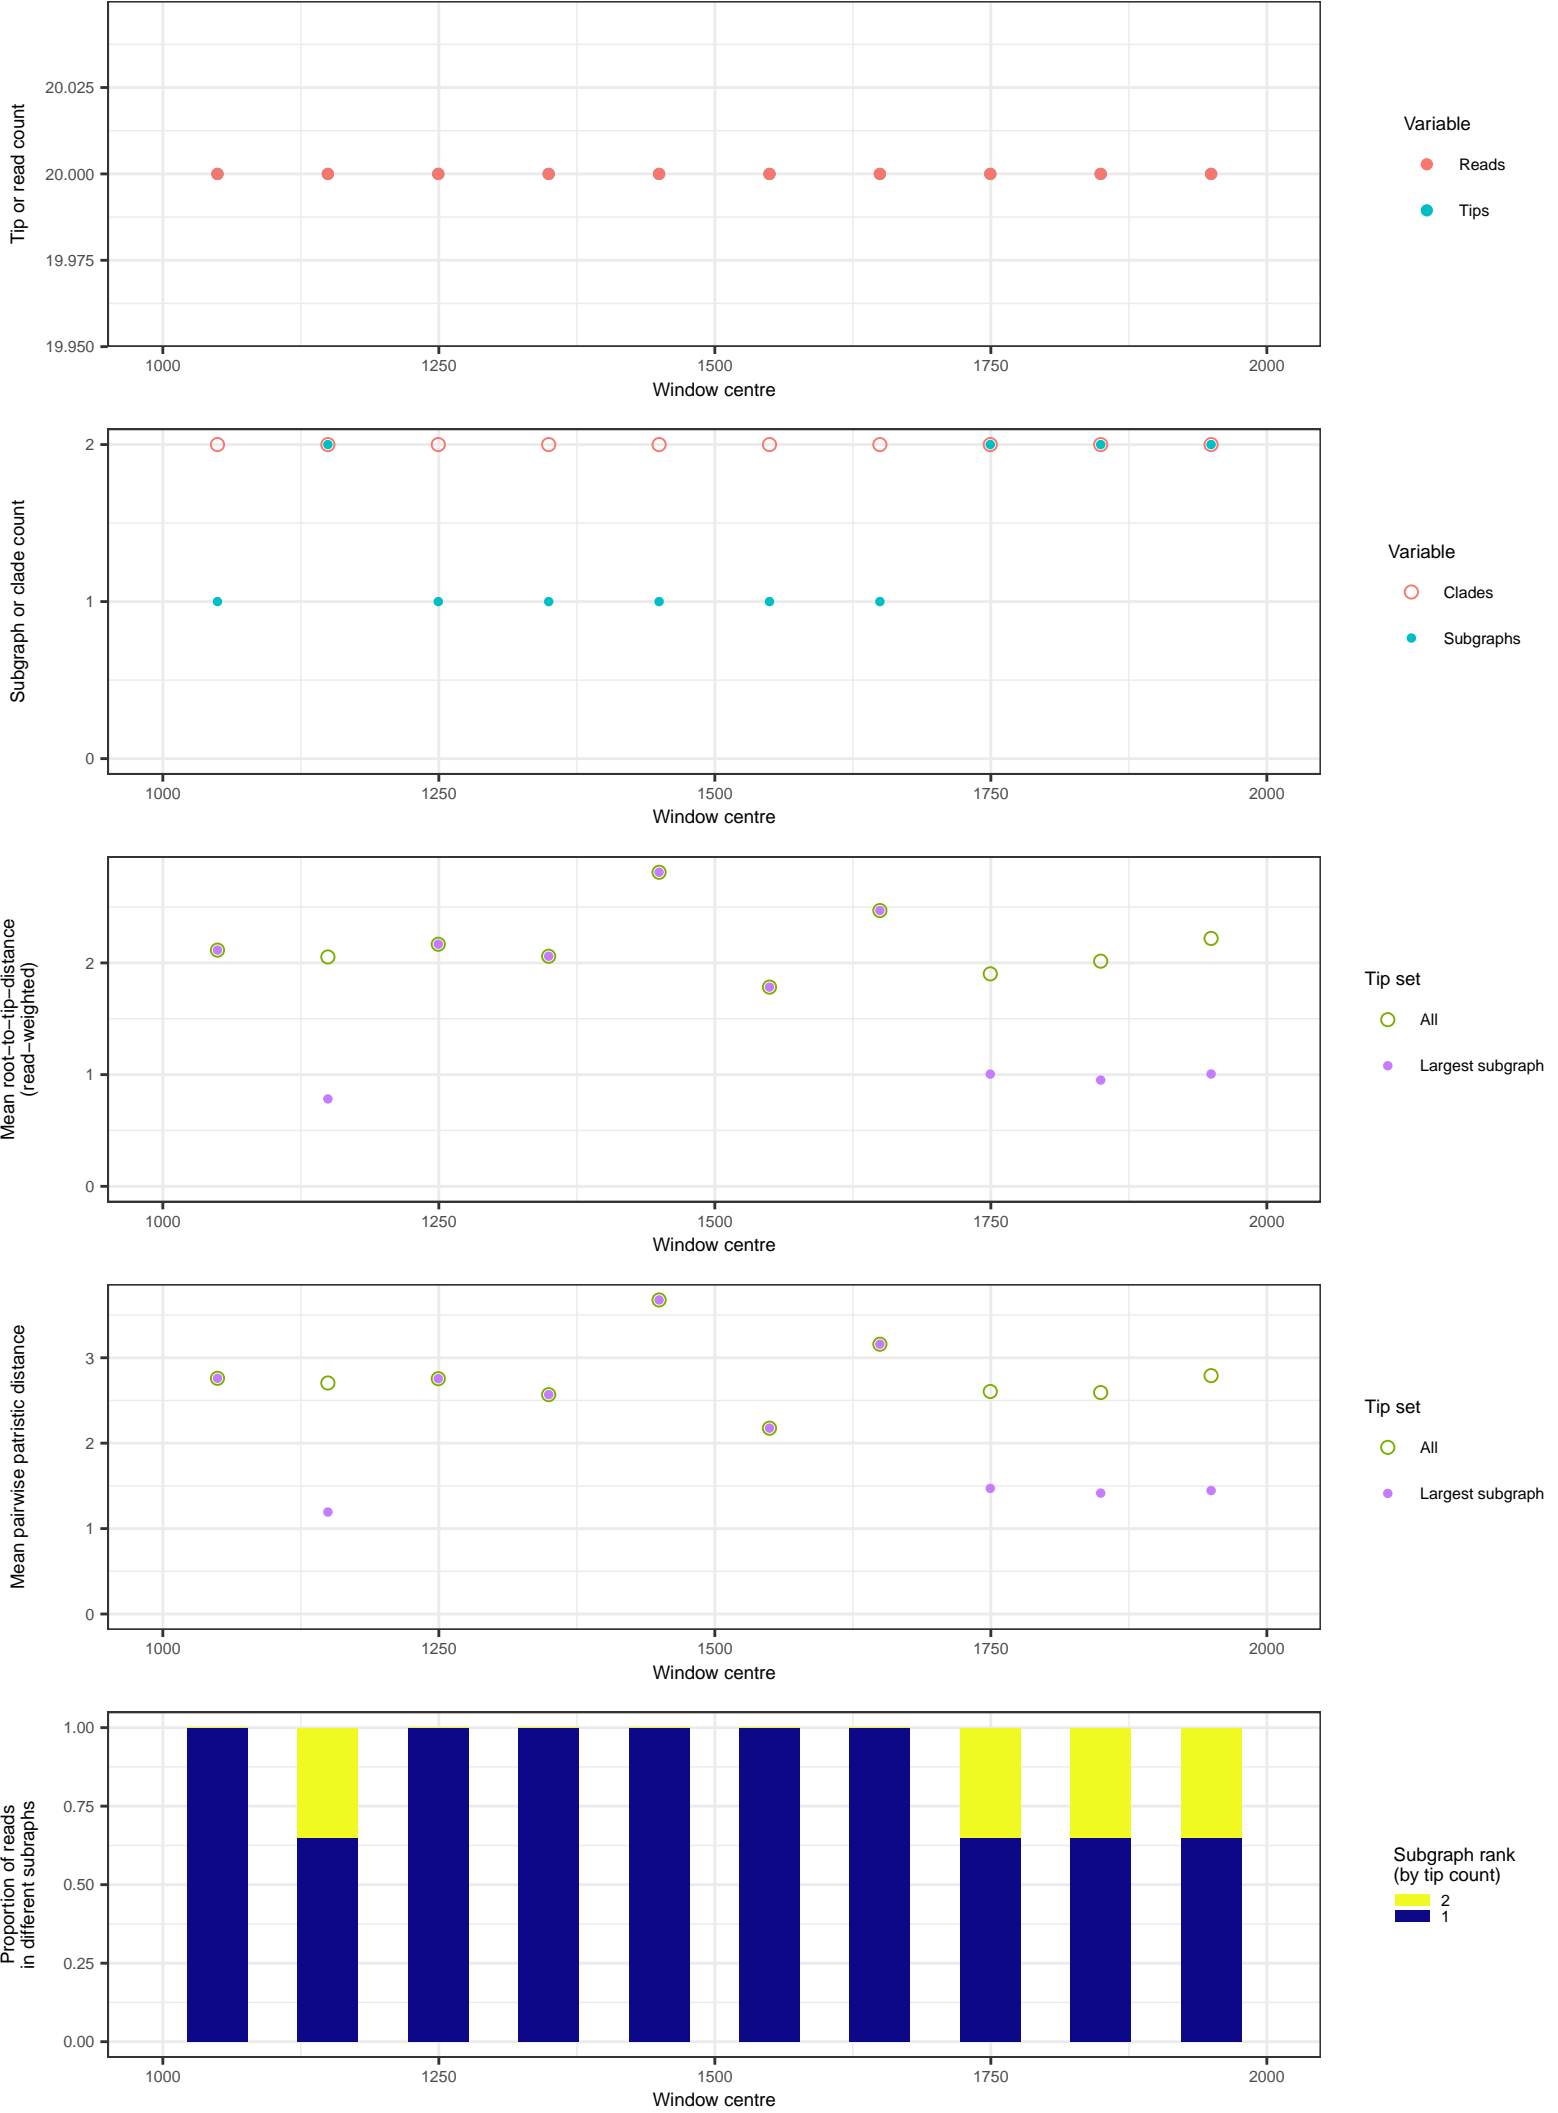 20.025
20.000
19.975
19.950
Tip or read count
1000
1250
1500
1750
2000
Window centre
Variable
Reads
Tips
2
1
0
Subgraph or clade count
1000
1250
1500
1750
2000
Window centre
Variable
Clades
Subgraphs
2
1
0
Mean root−to−tip−distance
(read−weighted)
1000
1250
1500
1750
2000
Window centre
Tip set
All
Largest subgraph
3
2
1
0
Mean pairwise patristic distance
1000
1250
1500
1750
2000
Window centre
Tip set
All
Largest subgraph
1.00
0.75
0.50
0.25
0.00
Proportion of reads
in different subraphs
1000
1250
1500
1750
2000
Window centre
Subgraph rank
(by tip count)
2
1